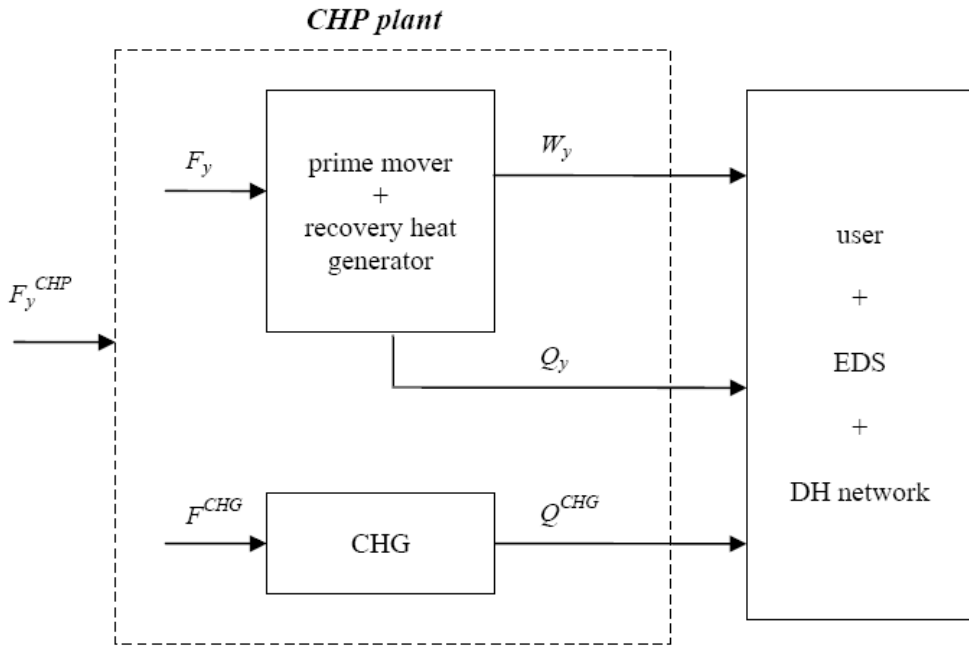 CHP plant
F_y
prime mover
+
recovery heat
generator
W_y
user
+
EDS
+
DH network
F_y^{CHP}
Q_y
F^{CHG}
CHG
Q^{CHG}